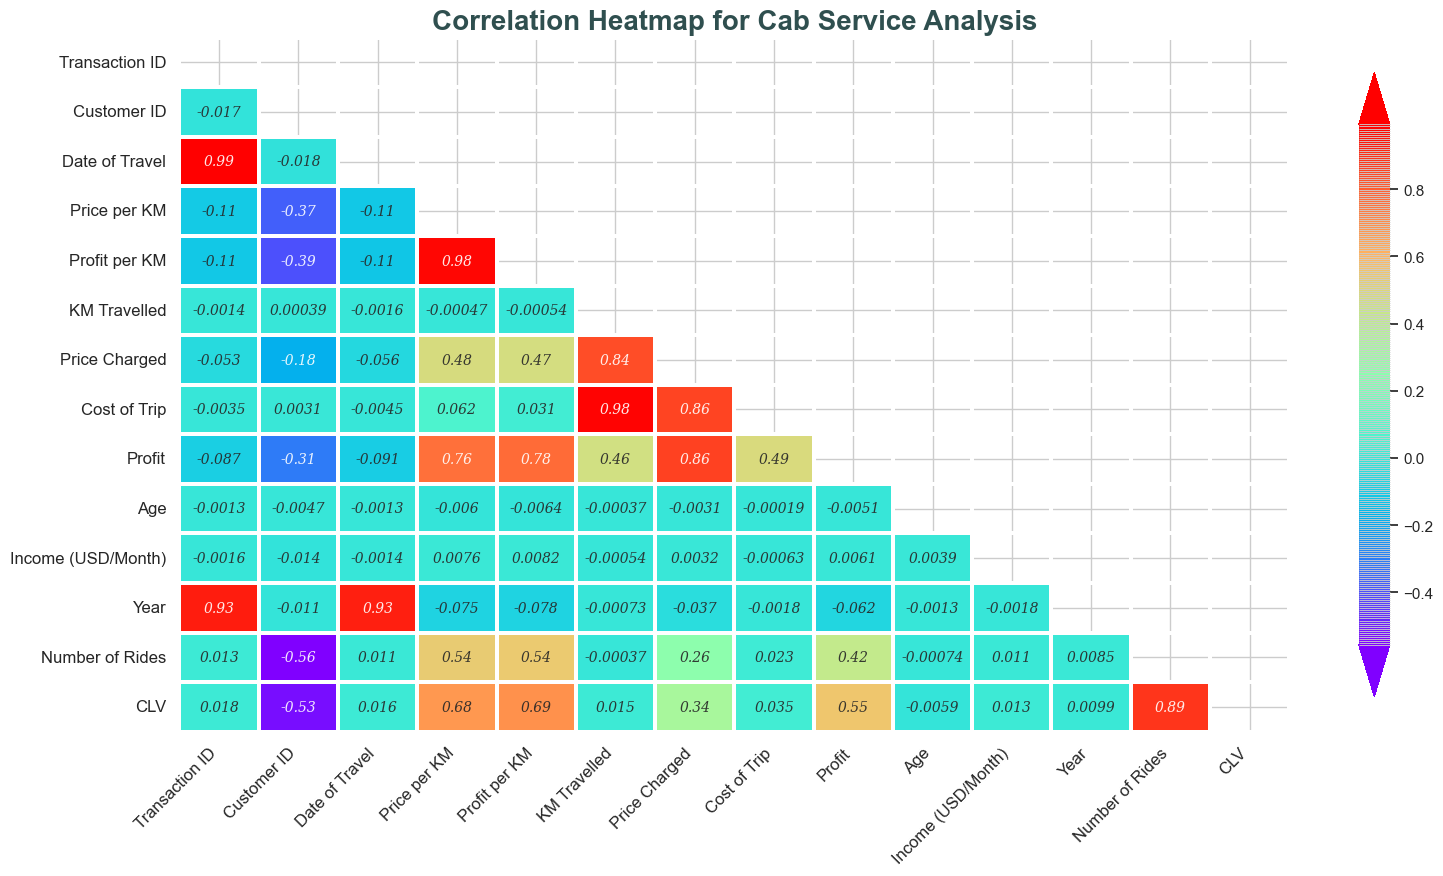 Correlation Heatmap for Cab Service Analysis
Transaction ID
Customer ID -0.017
Date of Travel 0.99 -0.018
Price per KM -0.11 -0.37 -0.11
Profit per KM -0.11 -0.39 -0.11 0.98
KM Travelled -0.0014 0.00039 -0.0016 -0.00047 -0.00054
Price Charged -0.053 -0.18 -0.056 0.48 0.47 0.84
Cost of Trip -0.0035 0.0031 -0.0045 0.062 0.031 0.98 0.86
Profit -0.087 -0.31 -0.091 0.76 0.78 0.46 0.86 0.49
Age -0.0013 -0.0047 -0.0013 -0.006 -0.0064 -0.00037 -0.0031 -0.00019 -0.0051
Income (USD/Month) -0.0016 -0.014 -0.0014 0.0076 0.0082 -0.00054 0.0032 -0.00063 0.0061 0.0039
Year 0.93 -0.011 0.93 -0.075 -0.078 -0.00073 -0.037 -0.0018 -0.062 -0.0013 -0.0018
Number of Rides 0.013 -0.56 0.011 0.54 0.54 -0.00037 0.26 0.023 0.42 -0.00074 0.011 0.0085
CLV 0.018 -0.53 0.016 0.68 0.69 0.015 0.34 0.035 0.55 -0.0059 0.013 0.0099 0.89
Transaction ID
Customer ID
Date of Travel
Price per KM
Profit per KM
KM Travelled
Price Charged
Cost of Trip
Profit
Age
Income (USD/Month)
Year
Number of Rides
CLV
0.8
0.6
0.4
0.2
0.0
−0.2
−0.4